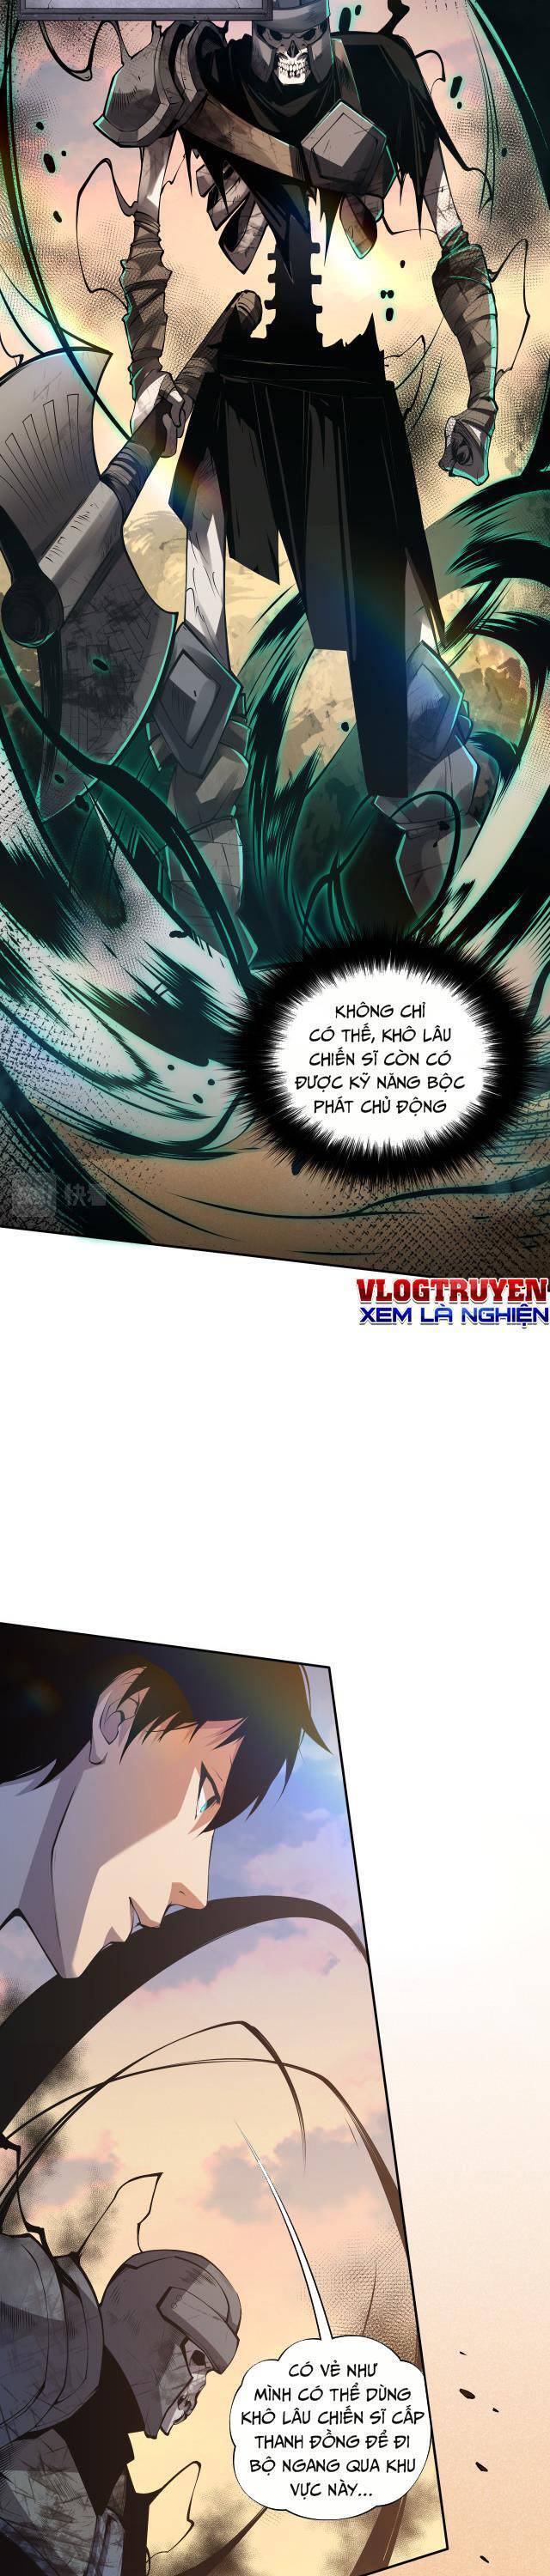 KHÔNG CHỈ
CÓ THẾ, KHÔ LÂU
CHIẾN SĨ CÒN CÓ
ĐƯỢC KỸ NĂNG BỘC
PHÁT CHỦ ĐỘNG
快看
VLOGTRUYEN
XEM LÀ NGHIỆN
CÓ VẺ NHƯ
MÌNH CÓ THỂ DÙNG
KHÔ LÂU CHIẾN SĨ CẤP
THANH ĐỒNG ĐỂ ĐI
BỘ NGANG QUA KHU
VỰC NÀY...